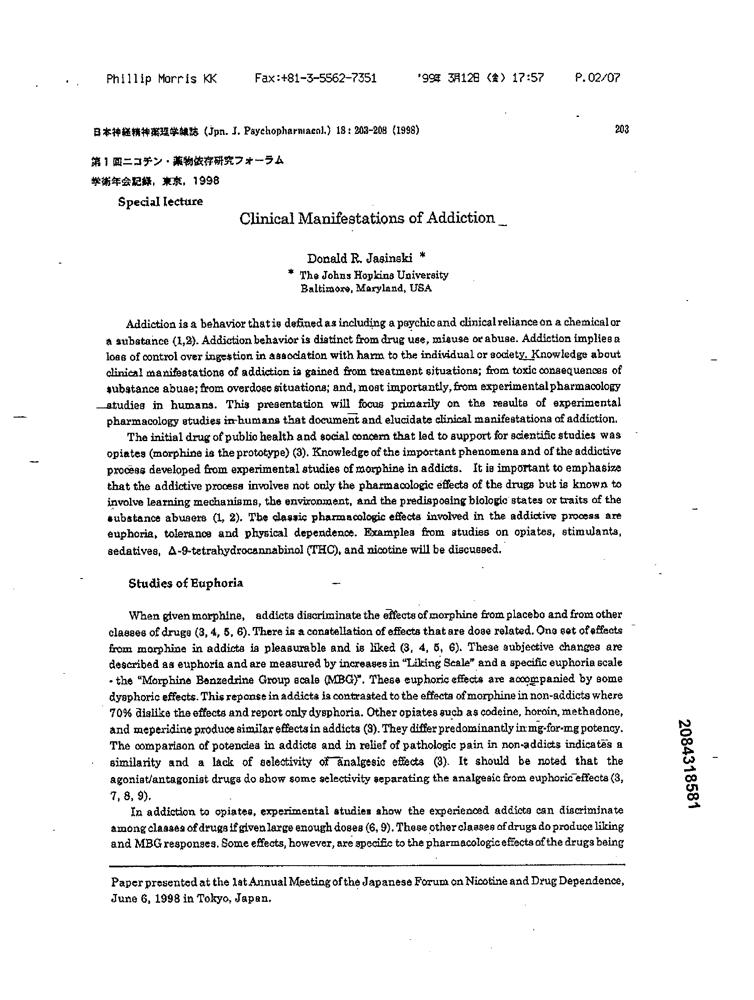 Phillip Morris KK Fax:+81-3-5562-7351 '99年 3月12日 (金) 17:57 P.02/07
日本神経精神薬理学雑誌 (Jpn. J. Psychopharmacol.) 18: 203-208 (1998) 203
第1回ニコチン・薬物依存研究フォーラム
学術年会記録, 東京, 1998
Special lecture
Clinical Manifestations of Addiction
Donald R. Jasinski *
* The Johns Hopkins University
Baltimore, Maryland, USA
Addiction is a behavior that is defined as including a psychic and clinical reliance on a chemical or
a substance (1,2). Addiction behavior is distinct from drug use, misuse or abuse. Addiction implies a
loss of control over ingestion in association with harm to the individual or society. Knowledge about
clinical manifestations of addiction is gained from treatment situations; from toxic consequences of
substance abuse; from overdose situations; and, most importantly, from experimental pharmacology
studies in humans. This presentation will focus primarily on the results of experimental
pharmacology studies in humans that document and elucidate clinical manifestations of addiction.
The initial drug of public health and social concern that led to support for scientific studies was
opiates (morphine is the prototype) (3). Knowledge of the important phenomena and of the addictive
process developed from experimental studies of morphine in addicts. It is important to emphasize
that the addictive process involves not only the pharmacologic effects of the drugs but is known to
involve learning mechanisms, the environment, and the predisposing biologic states or traits of the
substance abusers (1, 2). The classic pharmacologic effects involved in the addictive process are
euphoria, tolerance and physical dependence. Examples from studies on opiates, stimulants,
sedatives, Δ-9-tetrahydrocannabinol (THC), and nicotine will be discussed.
Studies of Euphoria
When given morphine, addicts discriminate the effects of morphine from placebo and from other
classes of drugs (3, 4, 5, 6). There is a constellation of effects that are dose related. One set of effects
from morphine in addicts is pleasurable and is liked (3, 4, 5, 6). These subjective changes are
described as euphoria and are measured by increases in "Liking Scale" and a specific euphoria scale
- the "Morphine Benzedrine Group scale (MBG)". These euphoric effects are accompanied by some
dysphoric effects. This reponse in addicts is contrasted to the effects of morphine in non-addicts where
70% dislike the effects and report only dysphoria. Other opiates such as codeine, heroin, methadone,
and meperidine produce similar effects in addicts (3). They differ predominantly in mg-for-mg potency.
The comparison of potencies in addicts and in relief of pathologic pain in non-addicts indicates a
similarity and a lack of selectivity of analgesic effects (3). It should be noted that the
agonist/antagonist drugs do show some selectivity separating the analgesic from euphoric effects (3,
7, 8, 9).
In addiction to opiates, experimental studies show the experienced addicts can discriminate
among classes of drugs if given large enough doses (6, 9). These other classes of drugs do produce liking
and MBG responses. Some effects, however, are specific to the pharmacologic effects of the drugs being
Paper presented at the 1st Annual Meeting of the Japanese Forum on Nicotine and Drug Dependence,
June 6, 1998 in Tokyo, Japan.
2084318581